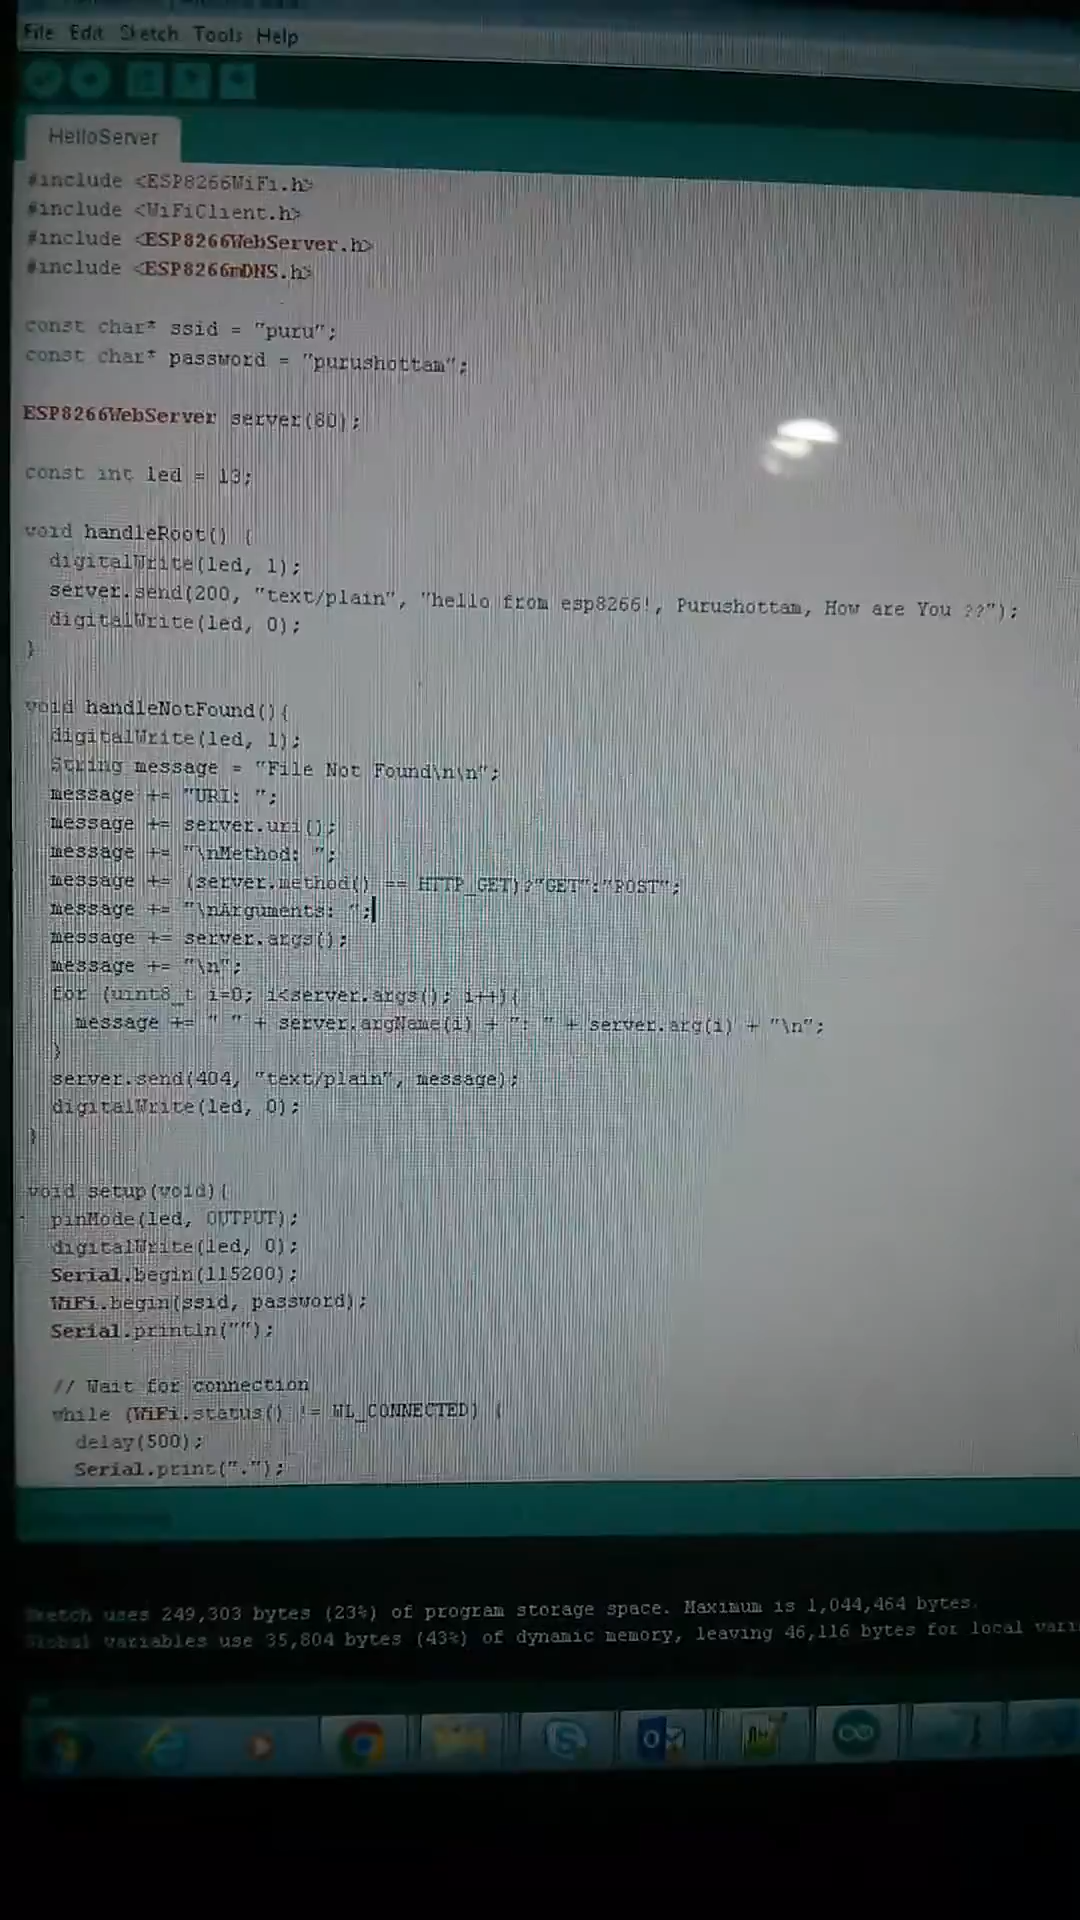 File Edit Sketch Tools Help
HelloServer
#include <ESP8266WiFi.h>
#include <WiFiClient.h>
#include <ESP8266WebServer.h>
#include <ESP8266mDNS.h>
const char* ssid = "puru";
const char* password = "purushottam";
ESP8266WebServer server(80);
const int led = 13;
void handleRoot() {
digitalWrite(led, 1);
server.send(200, "text/plain", "hello from esp8266!, Purushottam, How are You ??");
digitalWrite(led, 0);
}
void handleNotFound(){
digitalWrite(led, 1);
String message = "File Not Found\n\n";
message += "URI: ";
message += server.uri();
message += "\nMethod: ";
message += (server.method() == HTTP_GET)?"GET":"POST";
message += "\nArguments: ";
message += server.args();
message += "\n";
for (uint8_t i=0; i<server.args(); i++){
message += " " + server.argName(i) + ": " + server.arg(i) + "\n";
}
server.send(404, "text/plain", message);
digitalWrite(led, 0);
}
void setup(void){
pinMode(led, OUTPUT);
digitalWrite(led, 0);
Serial.begin(115200);
WiFi.begin(ssid, password);
Serial.println("");
// Wait for connection
while (WiFi.status() != WL_CONNECTED) {
delay(500);
Serial.print(".");
Sketch uses 249,303 bytes (23%) of program storage space. Maximum is 1,044,464 bytes.
Global variables use 35,804 bytes (43%) of dynamic memory, leaving 46,116 bytes for local vari